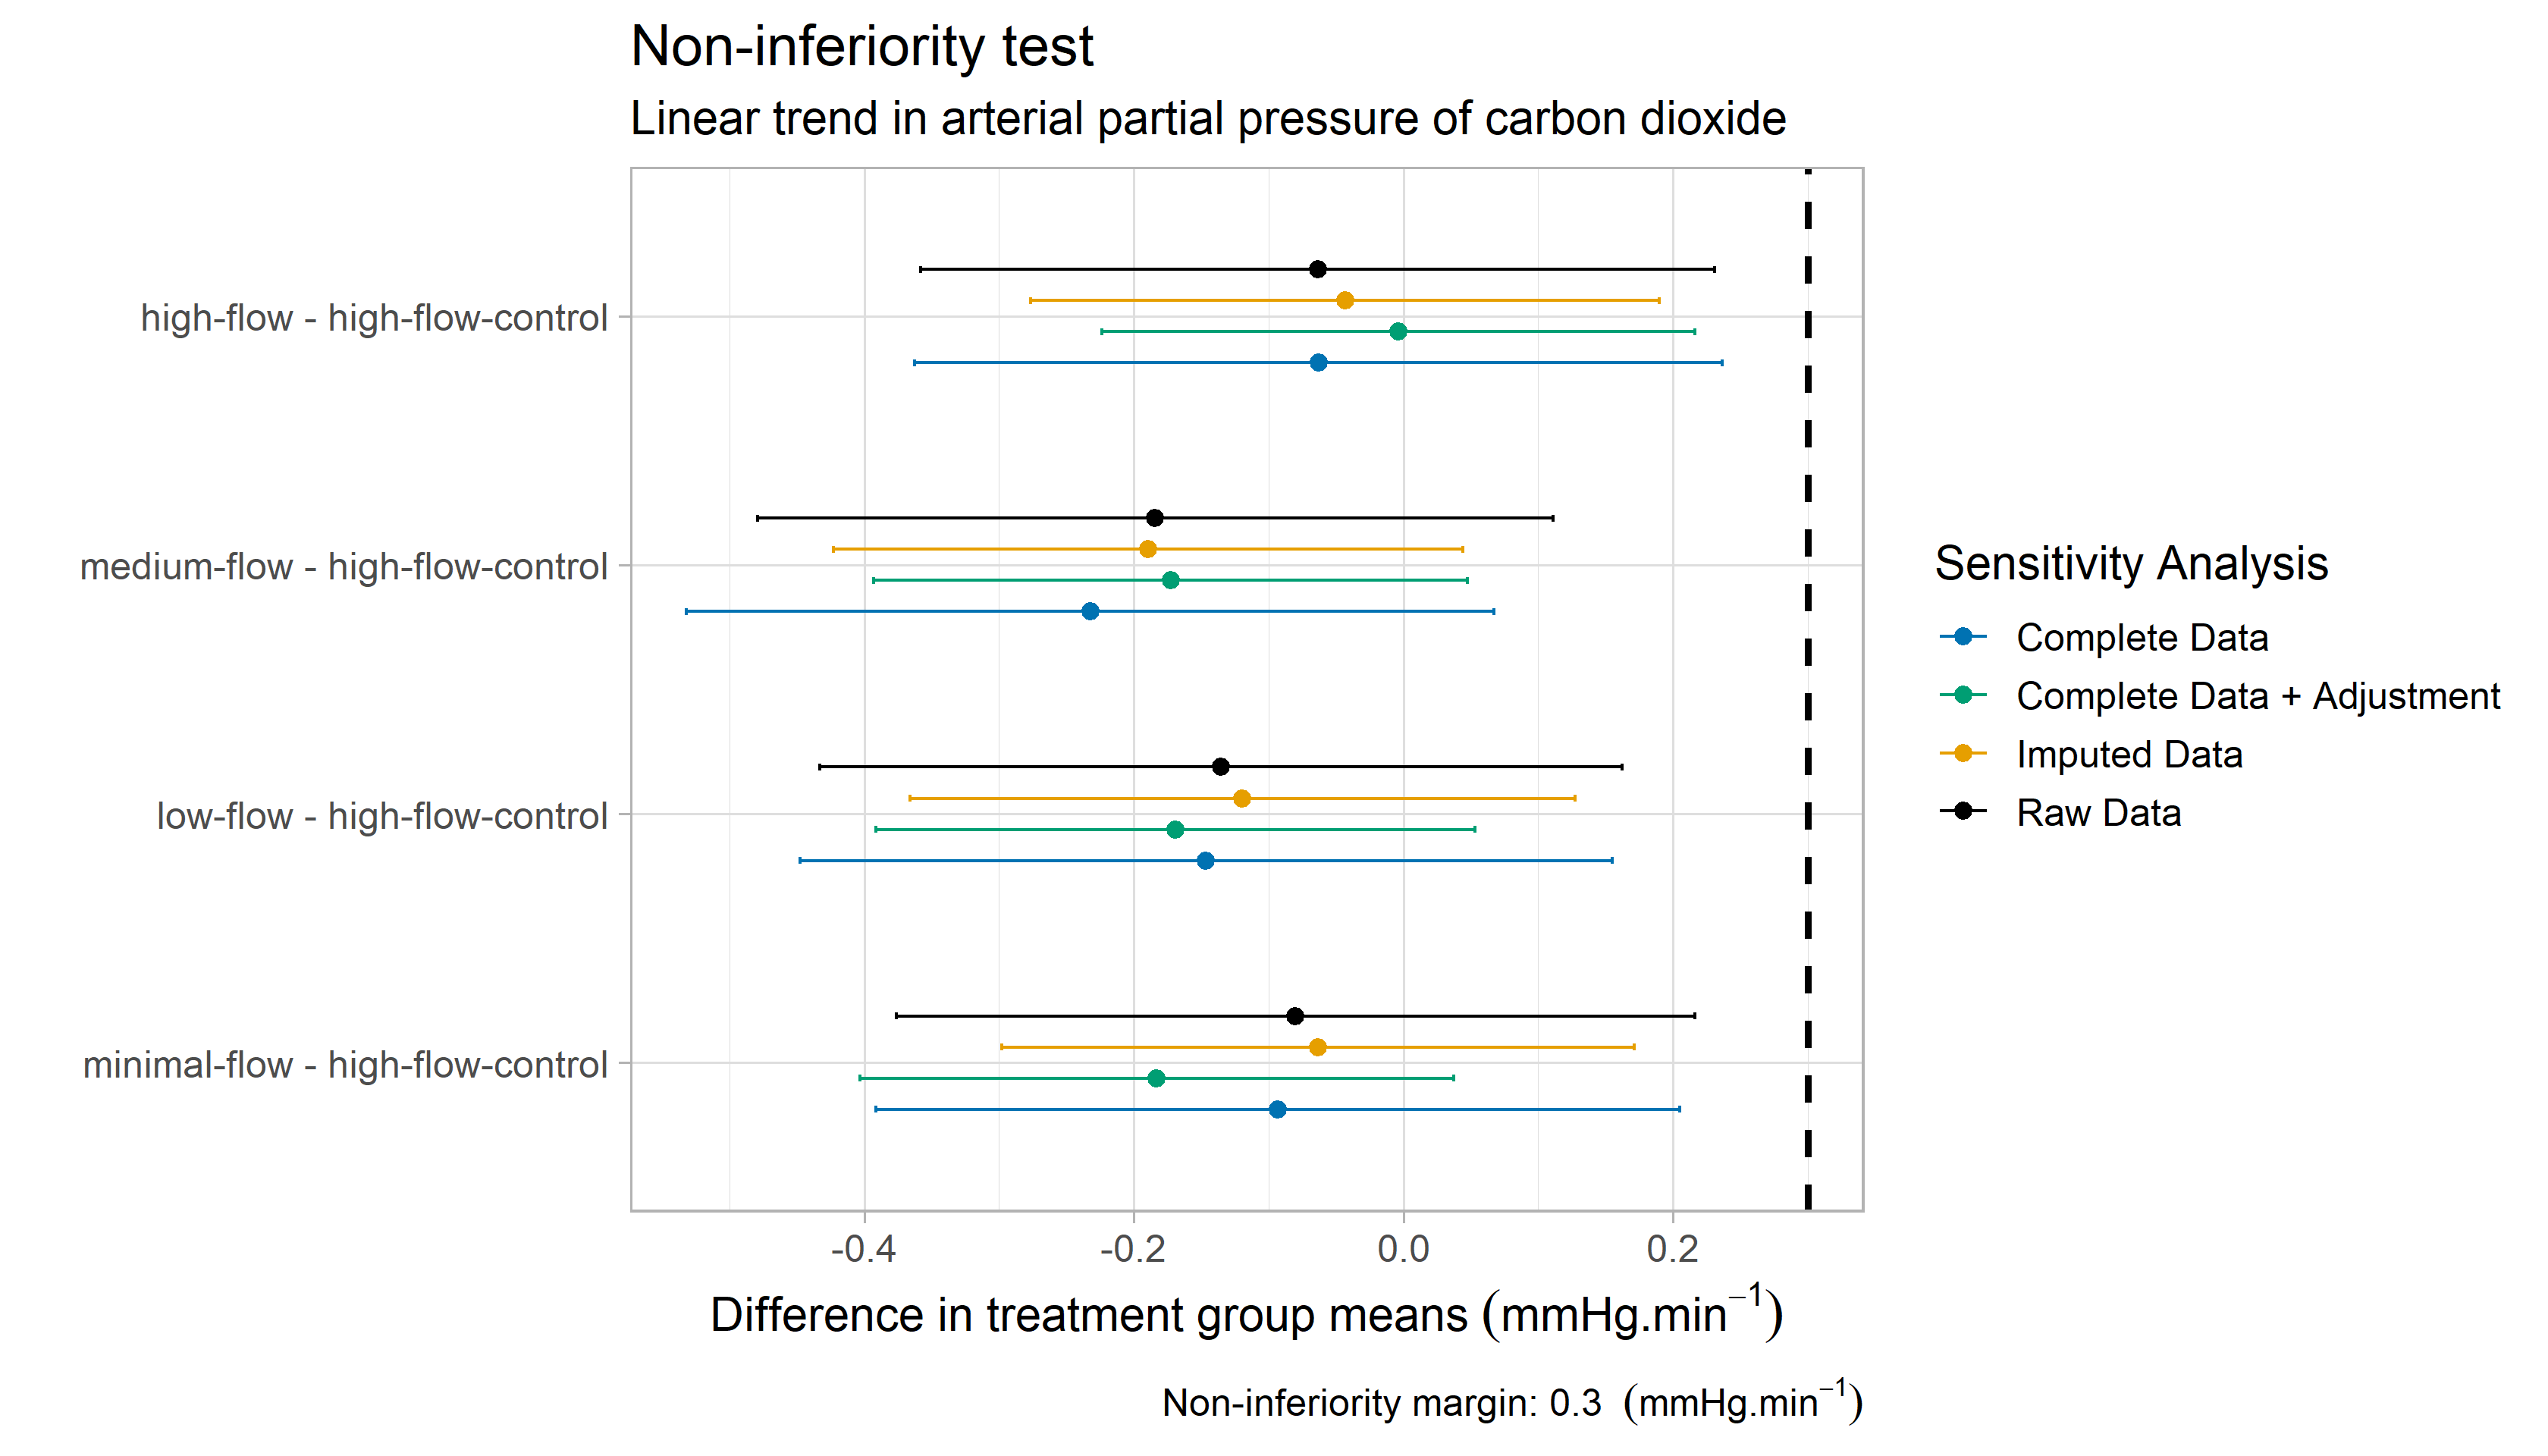 Non-inferiority test
Linear trend in arterial partial pressure of carbon dioxide
high-flow - high-flow-control
medium-flow - high-flow-control
low-flow - high-flow-control
minimal-flow - high-flow-control
-0.4
-0.2
0.0
0.2
Difference in treatment group means (mmHg.min⁻¹)
Non-inferiority margin: 0.3 (mmHg.min⁻¹)
Sensitivity Analysis
Complete Data
Complete Data + Adjustment
Imputed Data
Raw Data